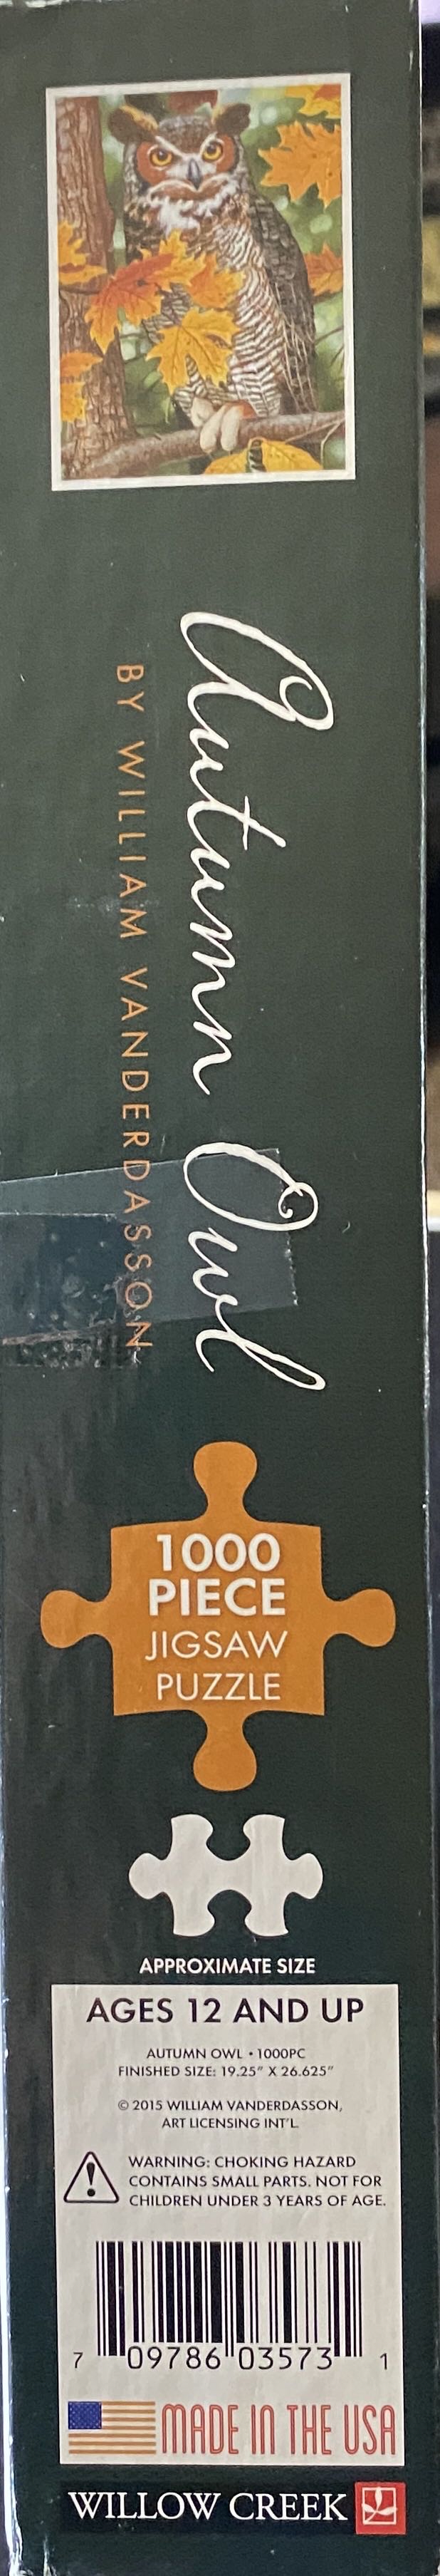 Autumn Owl
BY WILLIAM VANDERDASSON
1000
PIECE
JIGSAW
PUZZLE
APPROXIMATE SIZE
AGES 12 AND UP
AUTUMN OWL • 1000PC
FINISHED SIZE: 19.25" X 26.625"
© 2015 WILLIAM VANDERDASSON,
ART LICENSING INT'L
WARNING: CHOKING HAZARD
CONTAINS SMALL PARTS. NOT FOR
CHILDREN UNDER 3 YEARS OF AGE.
7 09786 03573 1
MADE IN THE USA
WILLOW CREEK